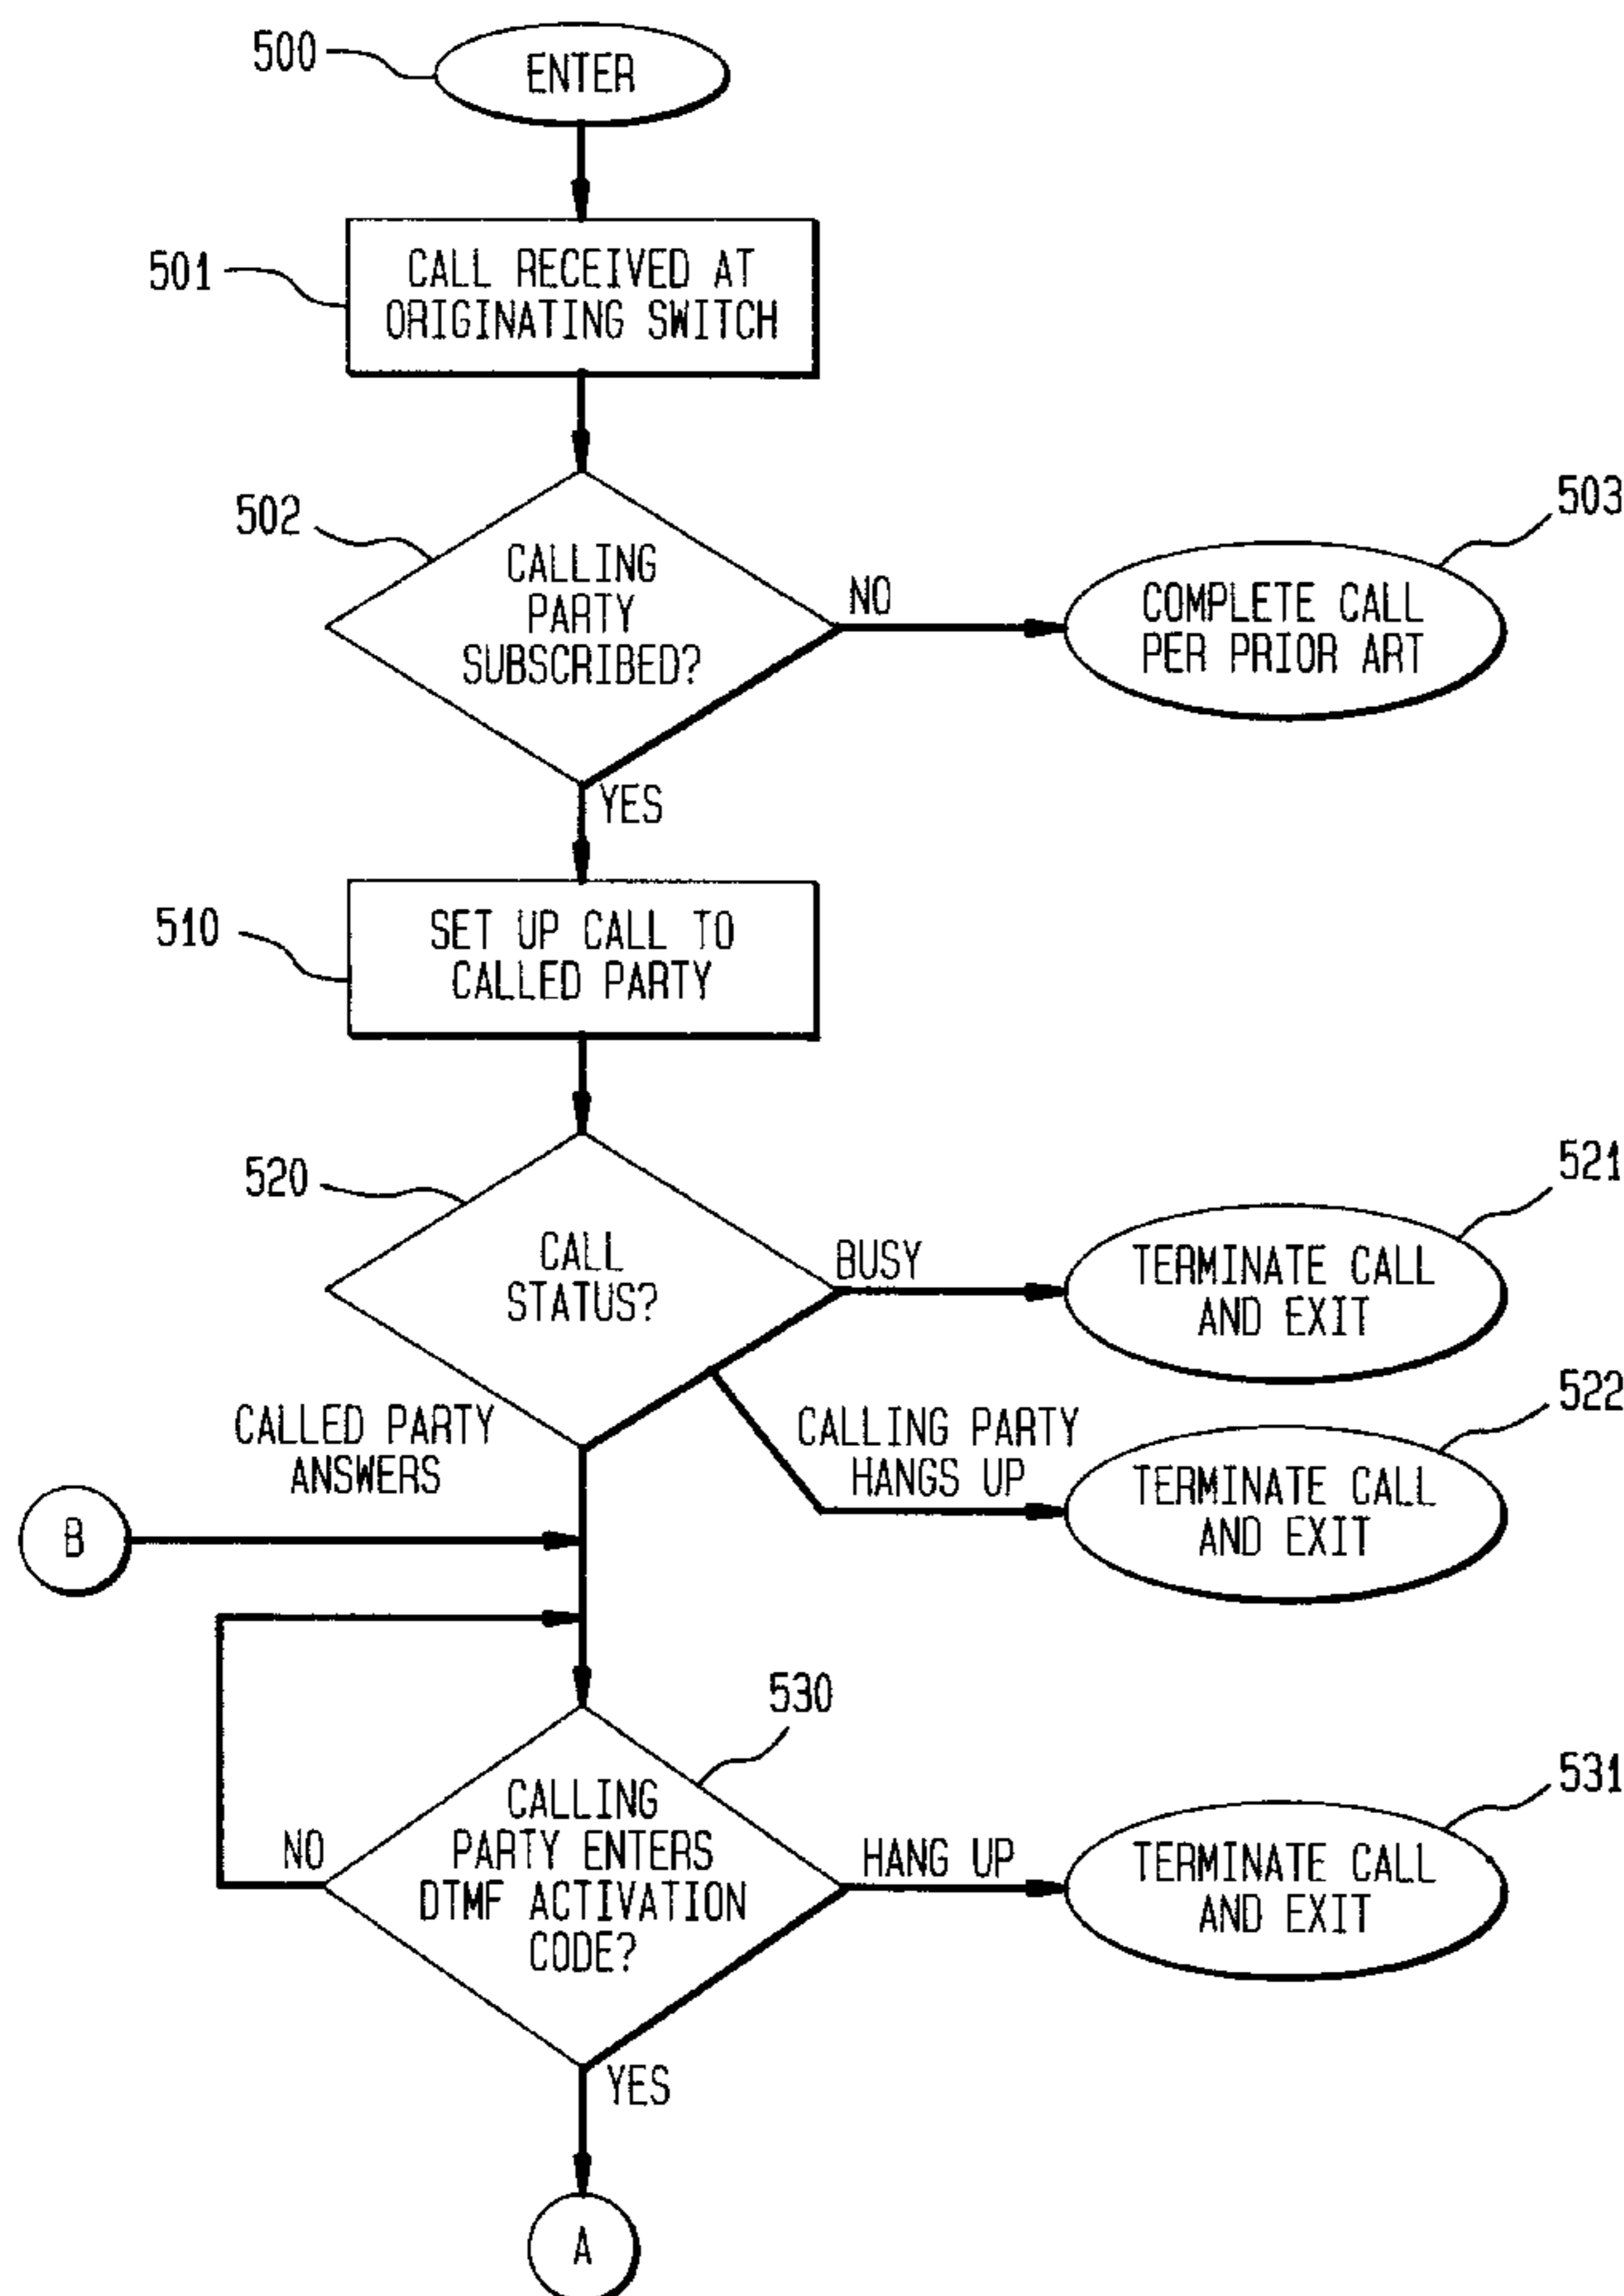 500
ENTER
501
CALL RECEIVED AT
ORIGINATING SWITCH
502
CALLING
PARTY
SUBSCRIBED?
NO
503
COMPLETE CALL
PER PRIOR ART
YES
510
SET UP CALL TO
CALLED PARTY
520
CALL
STATUS?
BUSY
521
TERMINATE CALL
AND EXIT
CALLING PARTY
HANGS UP
522
TERMINATE CALL
AND EXIT
CALLED PARTY
ANSWERS
B
530
CALLING
PARTY ENTERS
DTMF ACTIVATION
CODE?
NO
HANG UP
531
TERMINATE CALL
AND EXIT
YES
A